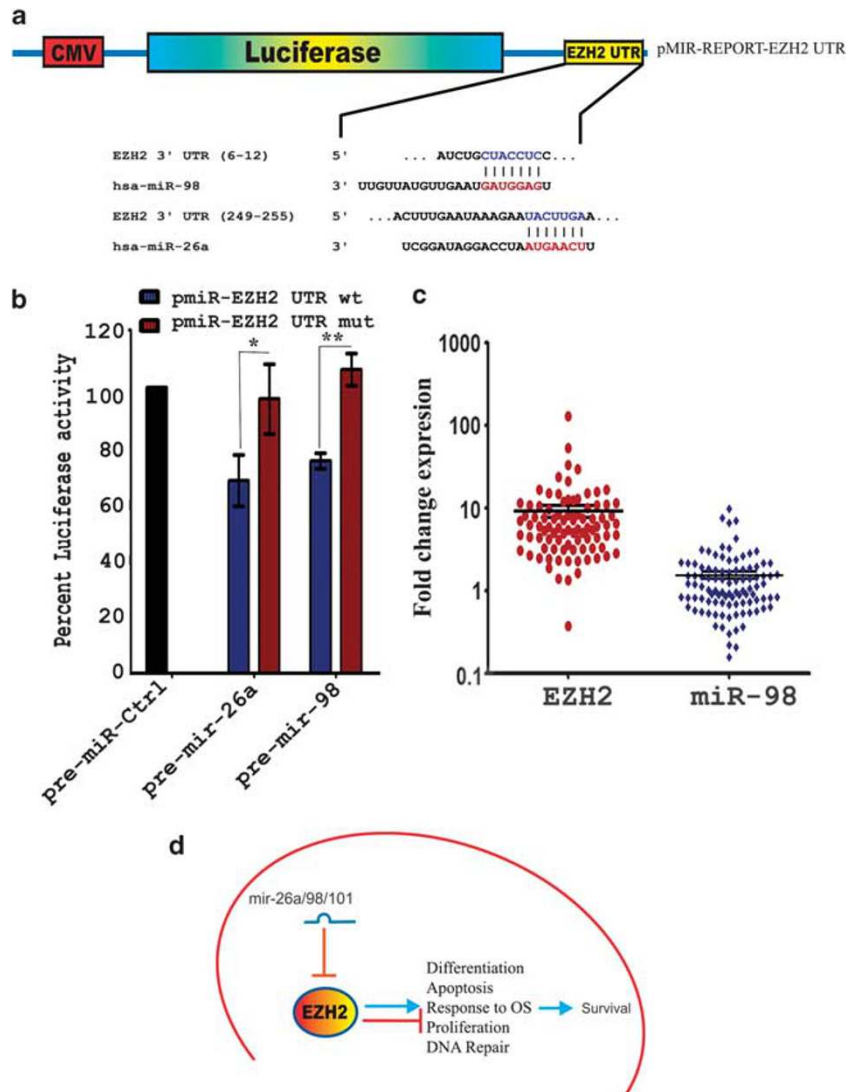 a
CMV
Luciferase
EZH2 UTR
pMIR-REPORT-EZH2 UTR
EZH2 3' UTR (6-12) 5' ... AUCUGCUACCUCC...
hsa-miR-98 3' UUGUUAUGUUGAAUGAUGGAGU
EZH2 3' UTR (249-255) 5' ...ACUUUGAAUAAAGAAUACUUGAA...
hsa-miR-26a 3' UCGGAUAGGACCUAAUGAACUU
b
pmiR-EZH2 UTR wt
pmiR-EZH2 UTR mut
Percent Luciferase activity
120
100
80
60
40
20
0
*
**
pre-miR-Ctrl
pre-mir-26a
pre-mir-98
c
Fold change expresion
1000
100
10
1
0.1
EZH2
miR-98
d
mir-26a/98/101
EZH2
Differentiation
Apoptosis
Response to OS
Proliferation
DNA Repair
Survival